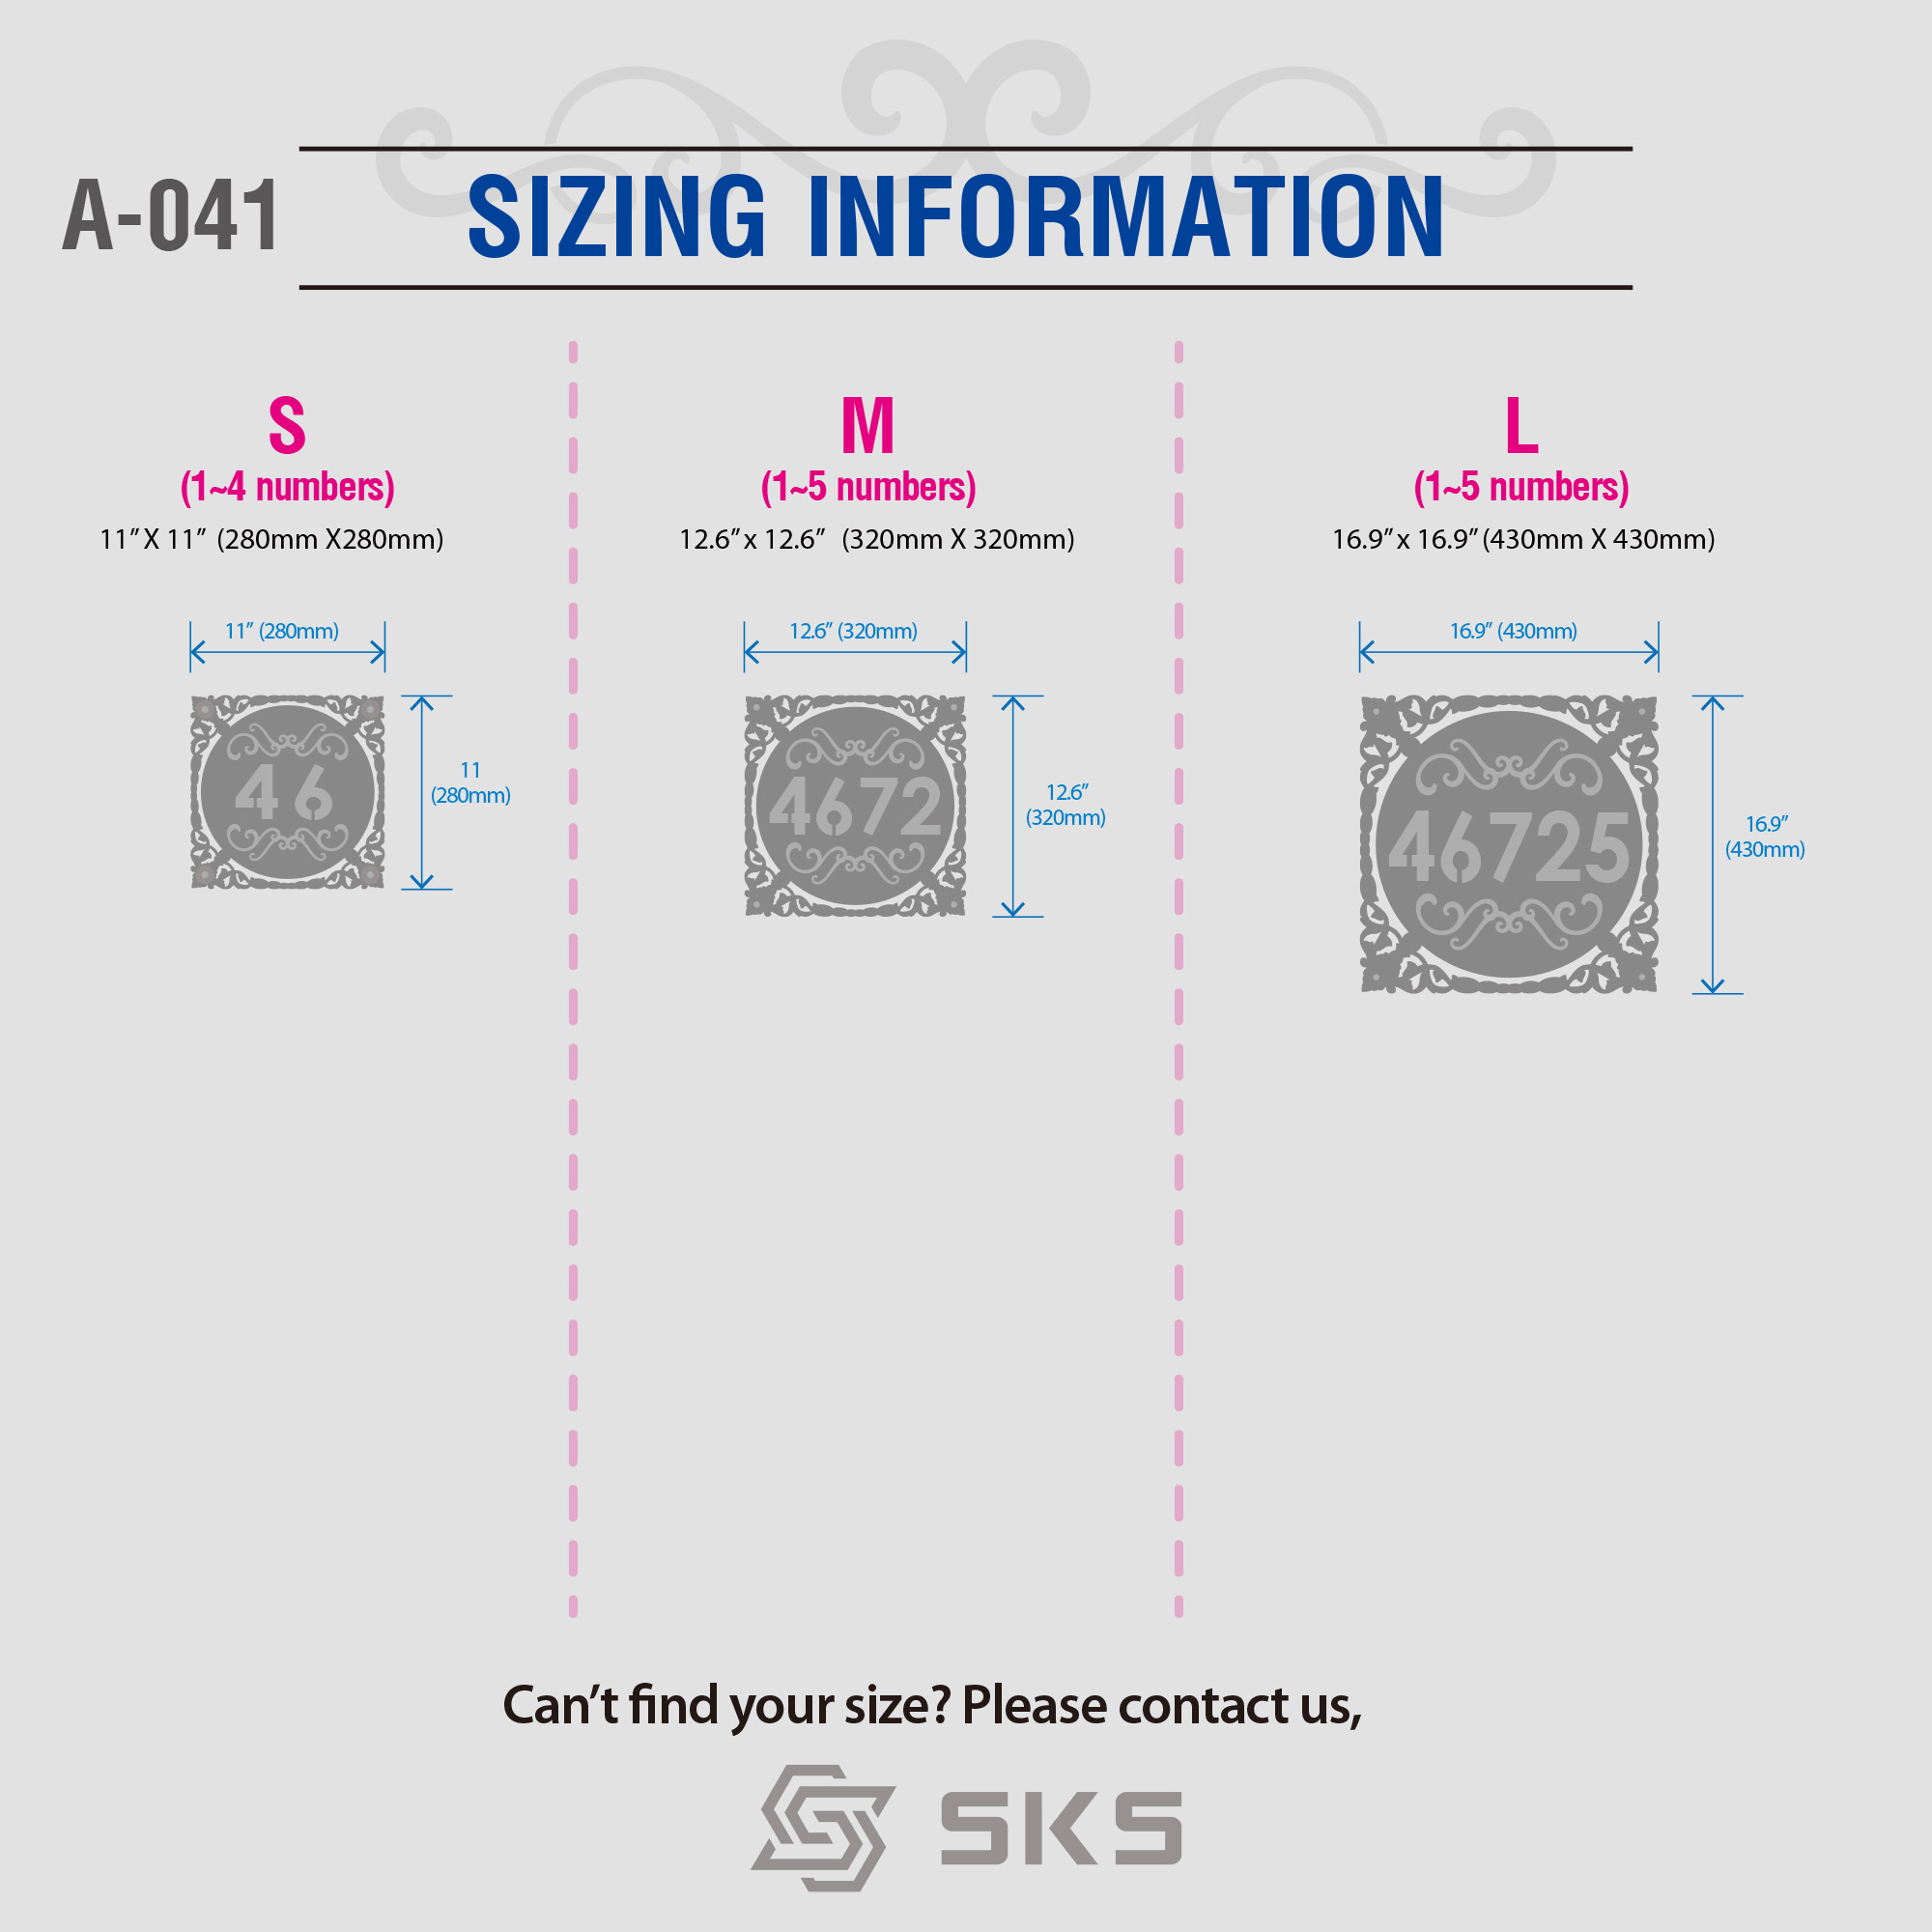 A-041
SIZING INFORMATION
S
(1~4 numbers)
11” X 11” (280mm X280mm)
11” (280mm)
11
(280mm)
46
M
(1~5 numbers)
12.6” x 12.6” (320mm X 320mm)
12.6” (320mm)
12.6”
(320mm)
4672
L
(1~5 numbers)
16.9” x 16.9” (430mm X 430mm)
16.9” (430mm)
16.9”
(430mm)
46725
Can’t find your size? Please contact us,
SKS